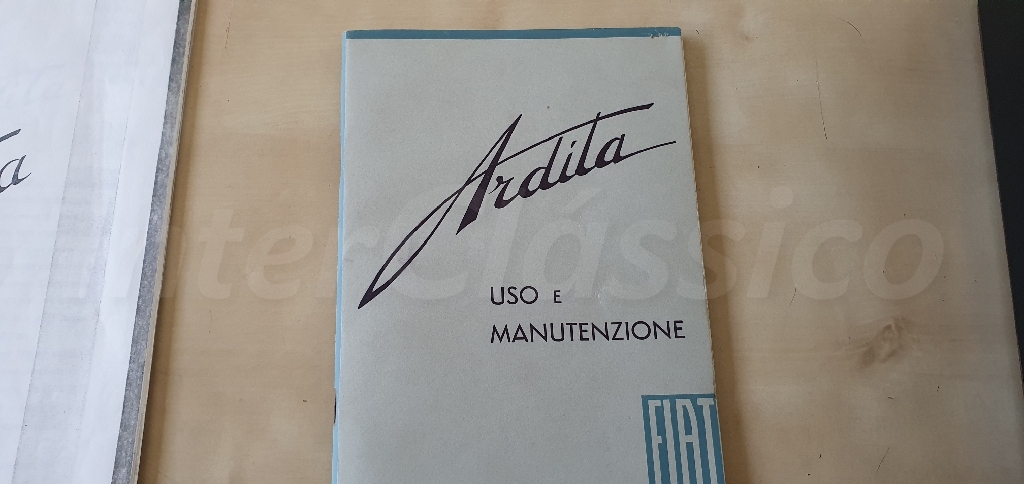 Ardita
USO E
MANUTENZIONE
FIAT
InterClássico
a